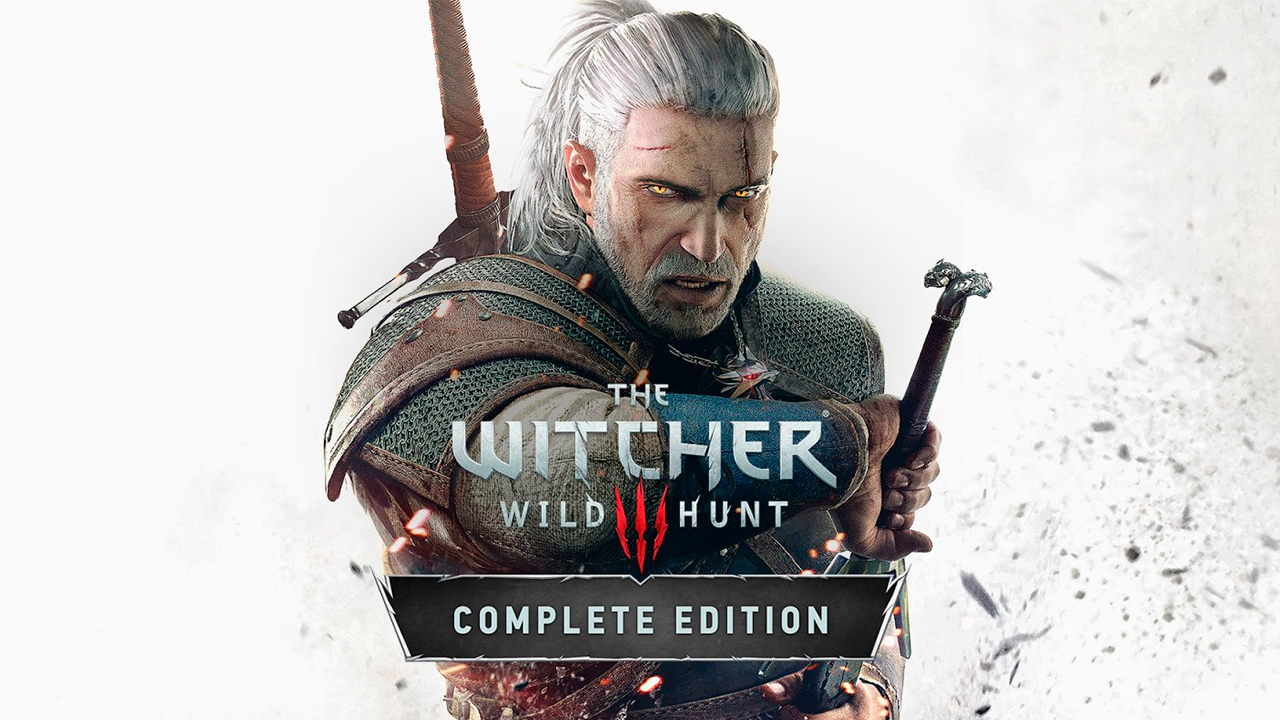 THE
WITCHER®
WILD III HUNT
COMPLETE EDITION